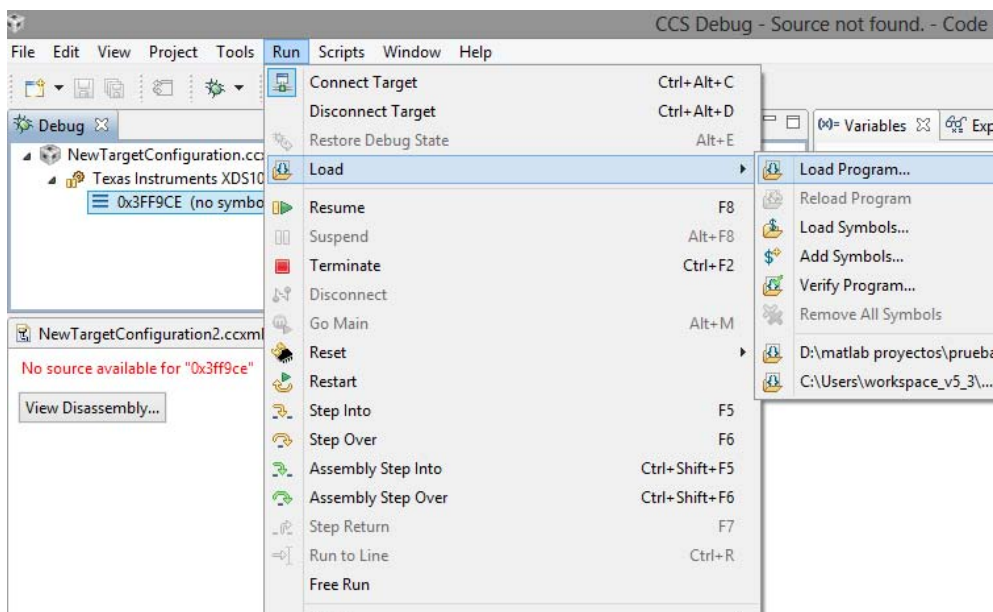 CCS Debug - Source not found. - Code
File Edit View Project Tools Run Scripts Window Help
Connect Target Ctrl+Alt+C
Disconnect Target Ctrl+Alt+D
Debug
(x)= Variables
Exp
Restore Debug State Alt+E
NewTargetConfiguration.cc
Load
Load Program...
Texas Instruments XDS10
Reload Program
0x3FF9CE (no symbo
Resume F8
Load Symbols...
Suspend Alt+F8
Add Symbols...
Terminate Ctrl+F2
Verify Program...
Disconnect
Remove All Symbols
Go Main Alt+M
NewTargetConfiguration2.ccxml
Reset
D:\matlab proyectos\prueba
No source available for "0x3ff9ce"
Restart
C:\Users\workspace_v5_3\...
View Disassembly...
Step Into F5
Step Over F6
Assembly Step Into Ctrl+Shift+F5
Assembly Step Over Ctrl+Shift+F6
Step Return F7
Run to Line Ctrl+R
Free Run